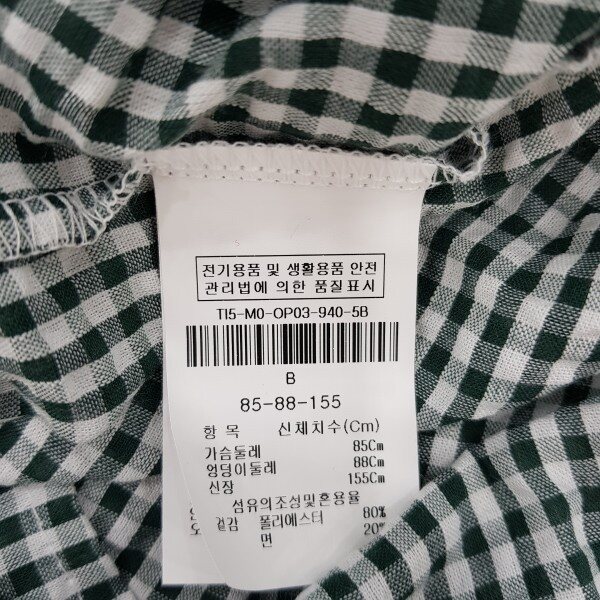 전기용품 및 생활용품 안전
관리법에 의한 품질표시
TI5-M0-OP03-940-5B
B
85-88-155
항 목 신체치수(Cm)
가슴둘레 85Cm
엉덩이둘레 88Cm
신장 155Cm
섬유의조성및혼용율
겉감 폴리에스터 80%
면 20%